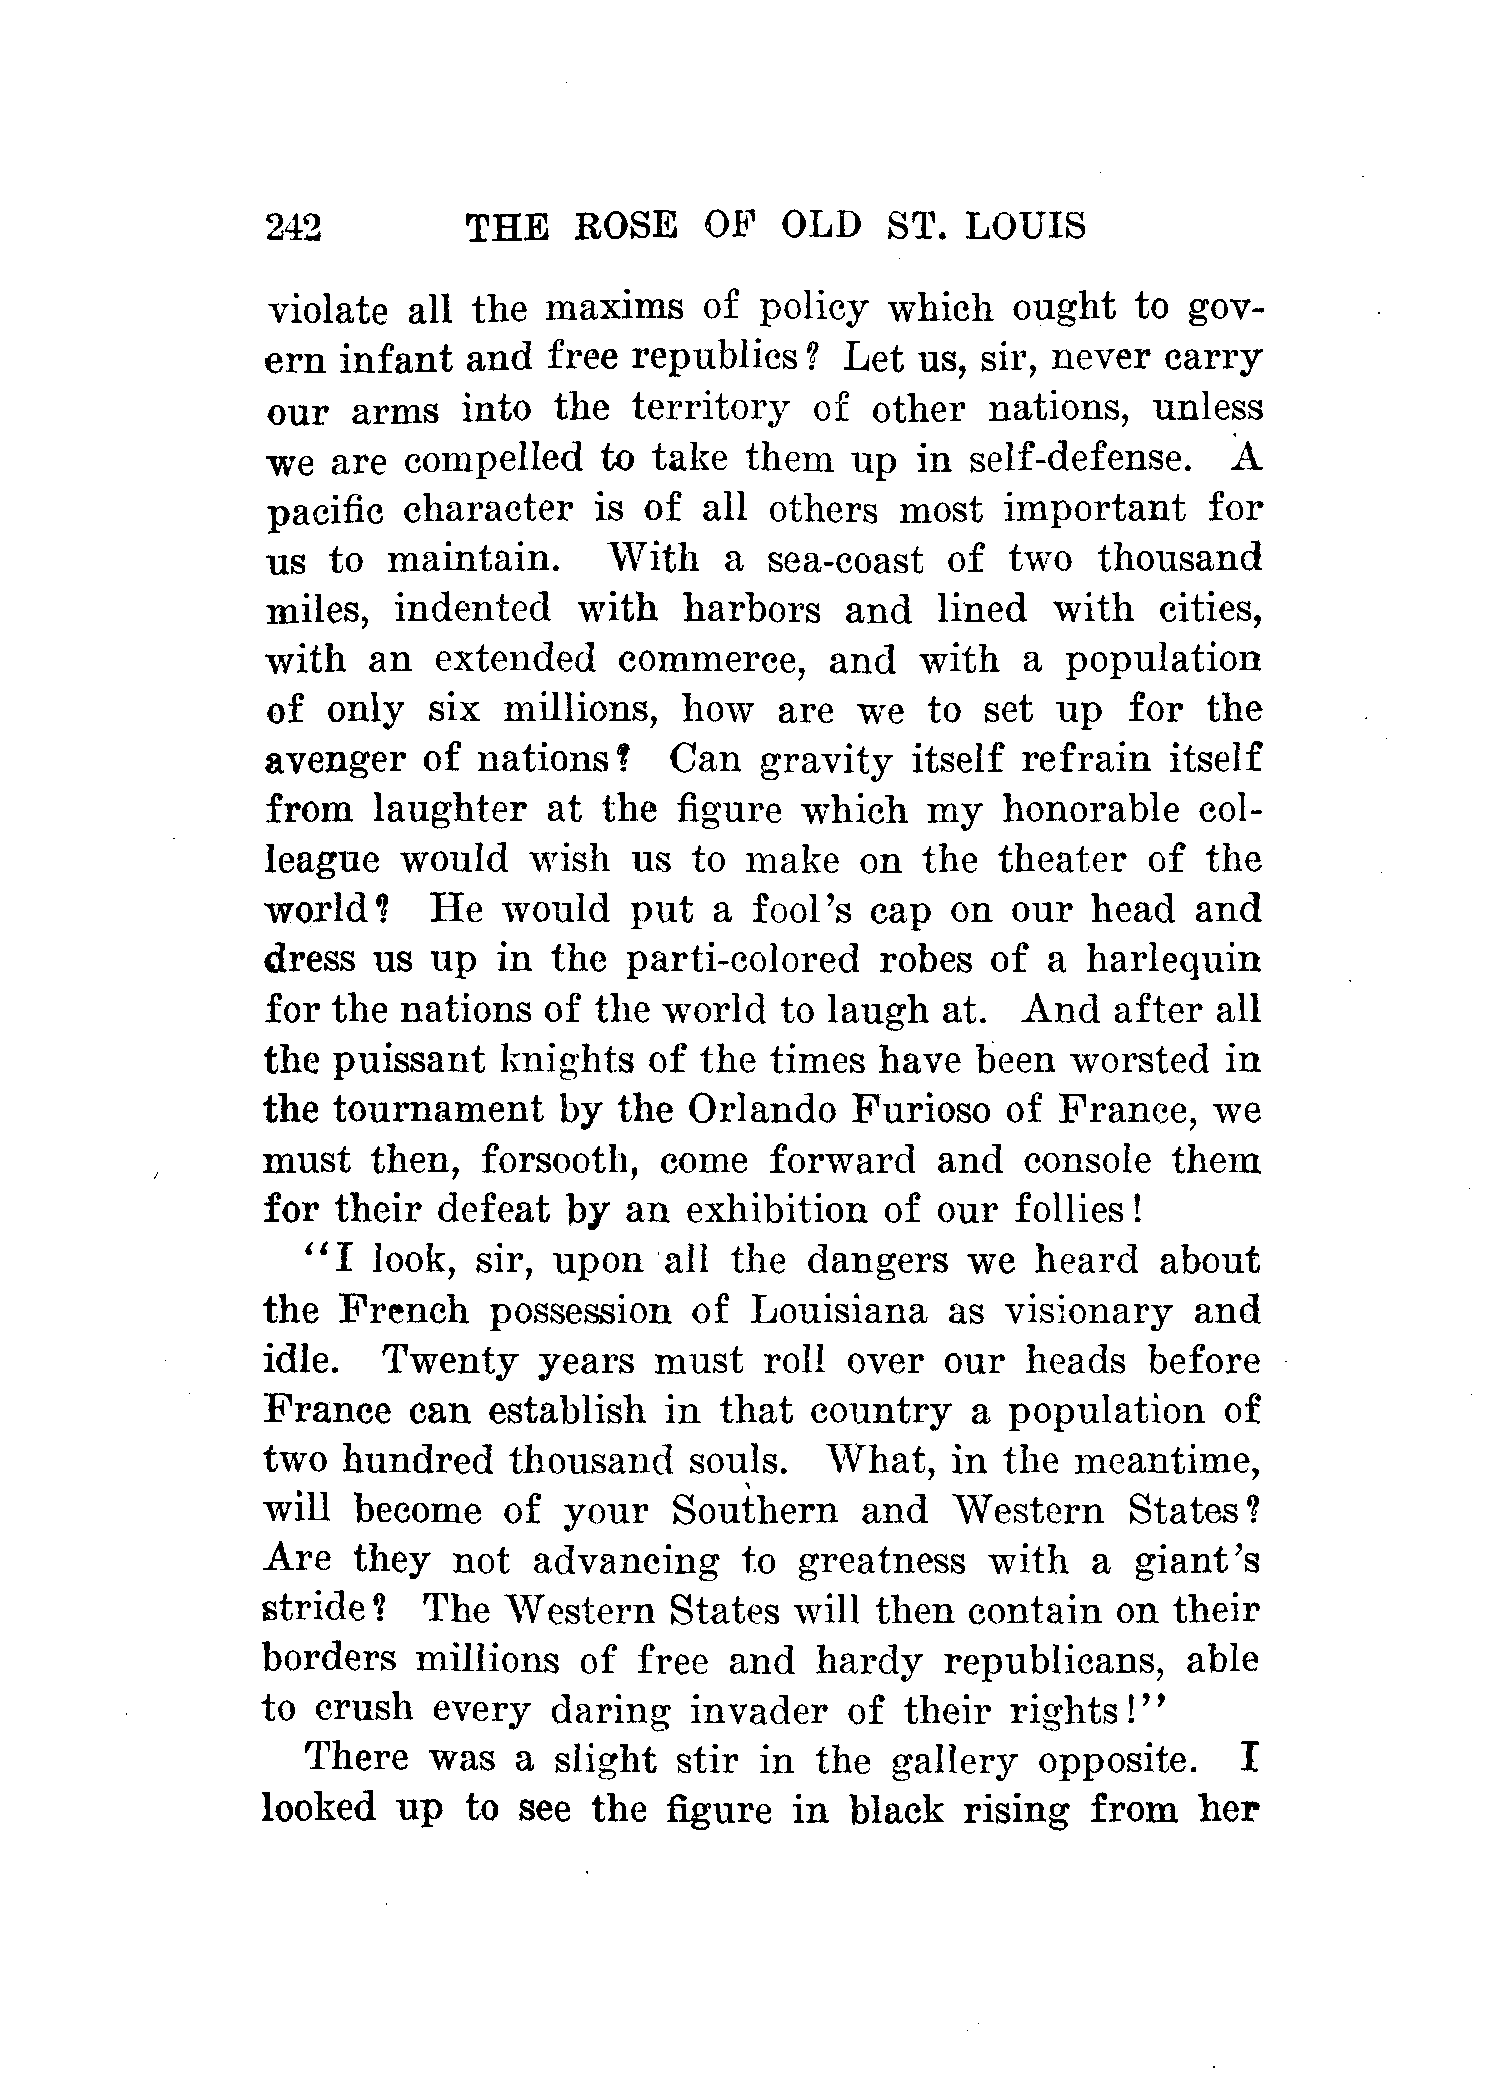 242 THE ROSE OF OLD ST. LOUIS
violate all the maxims of policy which ought to gov-
ern infant and free republics? Let us, sir, never carry
our arms into the territory of other nations, unless
we are compelled to take them up in self-defense. A
pacific character is of all others most important for
us to maintain. With a sea-coast of two thousand
miles, indented with harbors and lined with cities,
with an extended commerce, and with a population
of only six millions, how are we to set up for the
avenger of nations? Can gravity itself refrain itself
from laughter at the figure which my honorable col-
league would wish us to make on the theater of the
world? He would put a fool's cap on our head and
dress us up in the parti-colored robes of a harlequin
for the nations of the world to laugh at. And after all
the puissant knights of the times have been worsted in
the tournament by the Orlando Furioso of France, we
must then, forsooth, come forward and console them
for their defeat by an exhibition of our follies!
"I look, sir, upon all the dangers we heard about
the French possession of Louisiana as visionary and
idle. Twenty years must roll over our heads before
France can establish in that country a population of
two hundred thousand souls. What, in the meantime,
will become of your Southern and Western States?
Are they not advancing to greatness with a giant's
stride? The Western States will then contain on their
borders millions of free and hardy republicans, able
to crush every daring invader of their rights!"
There was a slight stir in the gallery opposite. I
looked up to see the figure in black rising from her